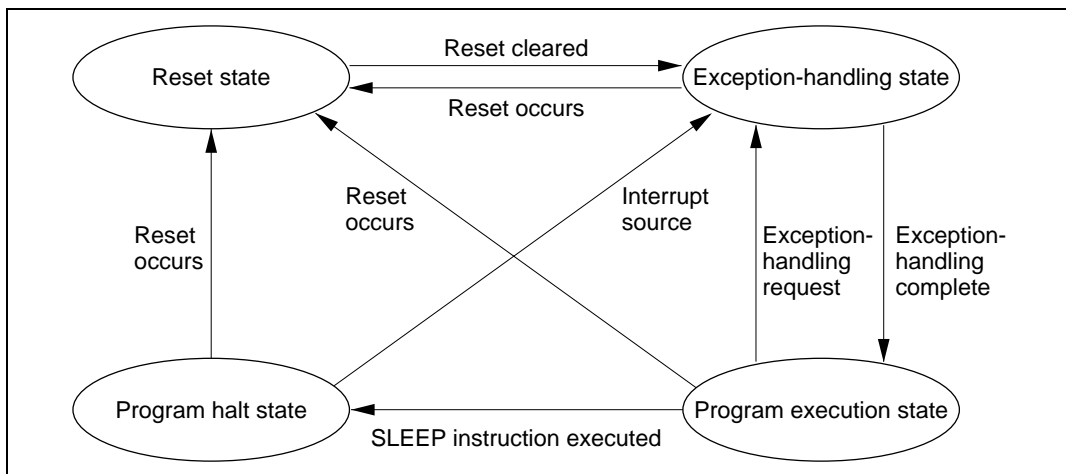 Reset cleared
Reset state
Exception-handling state
Reset occurs
Reset
occurs
Interrupt
source
Reset
occurs
Exception-
handling
request
Exception-
handling
complete
Program halt state
Program execution state
SLEEP instruction executed